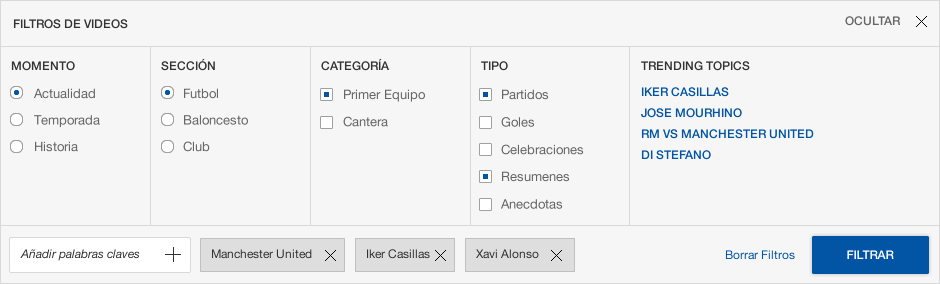 FILTROS DE VIDEOS
OCULTAR
MOMENTO
Actualidad
Temporada
Historia
SECCIÓN
Futbol
Baloncesto
Club
CATEGORÍA
Primer Equipo
Cantera
TIPO
Partidos
Goles
Celebraciones
Resumenes
Anecdotas
TRENDING TOPICS
IKER CASILLAS
JOSE MOURHINO
RM VS MANCHESTER UNITED
DI STEFANO
Añadir palabras claves
Manchester United
Iker Casillas
Xavi Alonso
Borrar Filtros
FILTRAR